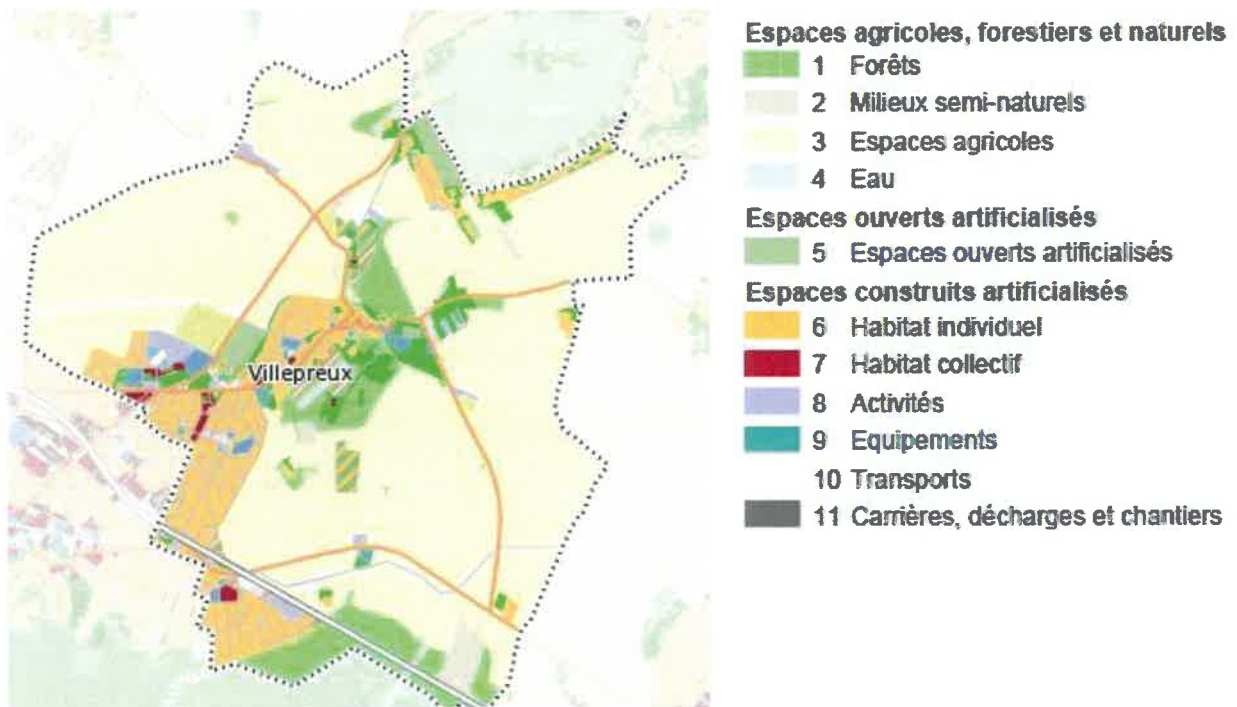 Villepreux
Espaces agricoles, forestiers et naturels
1 Forêts
2 Milieux semi-naturels
3 Espaces agricoles
4 Eau
Espaces ouverts artificialisés
5 Espaces ouverts artificialisés
Espaces construits artificialisés
6 Habitat individuel
7 Habitat collectif
8 Activités
9 Equipements
10 Transports
11 Carrières, décharges et chantiers